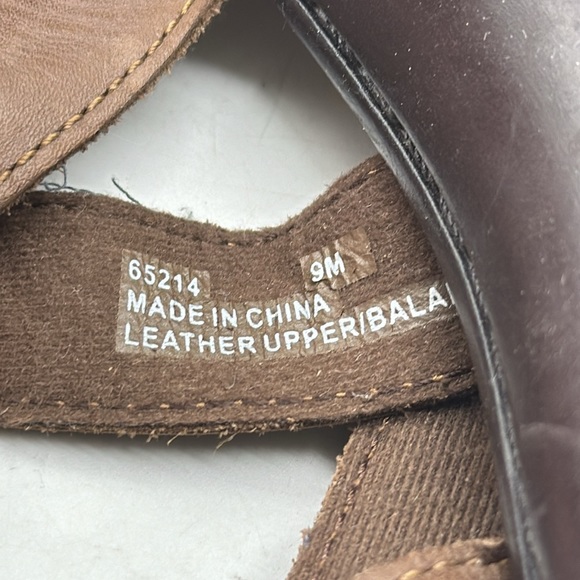 65214 9M
MADE IN CHINA
LEATHER UPPER/BALA